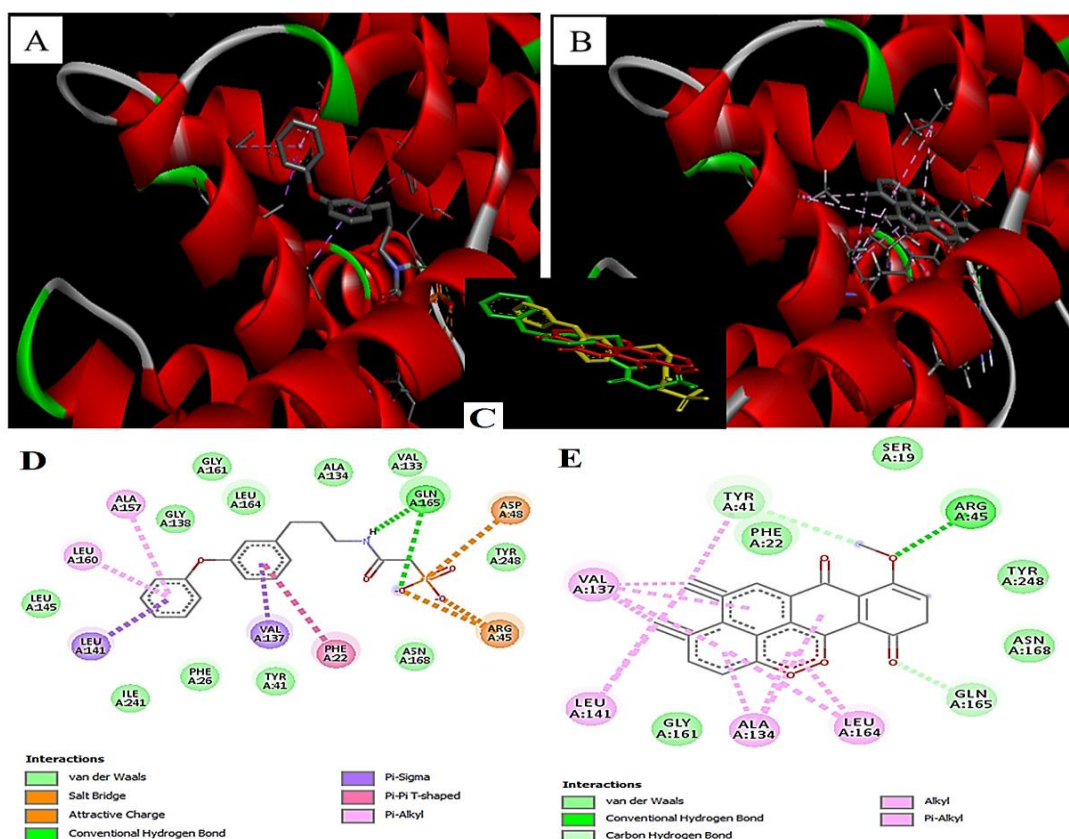 A
B
C
D
GLY
A:161
ALA
A:134
VAL
A:133
ALA
A:157
LEU
A:164
GLN
A:165
ASP
A:48
GLY
A:138
H
N
LEU
A:160
O
O
TYR
A:248
LEU
A:145
LEU
A:141
VAL
A:137
PHE
A:22
ASN
A:168
ARG
A:45
PHE
A:26
TYR
A:41
ILE
A:241
Interactions
van der Waals
Salt Bridge
Attractive Charge
Conventional Hydrogen Bond
Pi-Sigma
Pi-Pi T-shaped
Pi-Alkyl
E
SER
A:19
TYR
A:41
ARG
A:45
PHE
A:22
O
O
TYR
A:248
VAL
A:137
ASN
A:168
O
O
O
GLN
A:165
LEU
A:141
GLY
A:161
ALA
A:134
LEU
A:164
Interactions
van der Waals
Conventional Hydrogen Bond
Carbon Hydrogen Bond
Alkyl
Pi-Alkyl